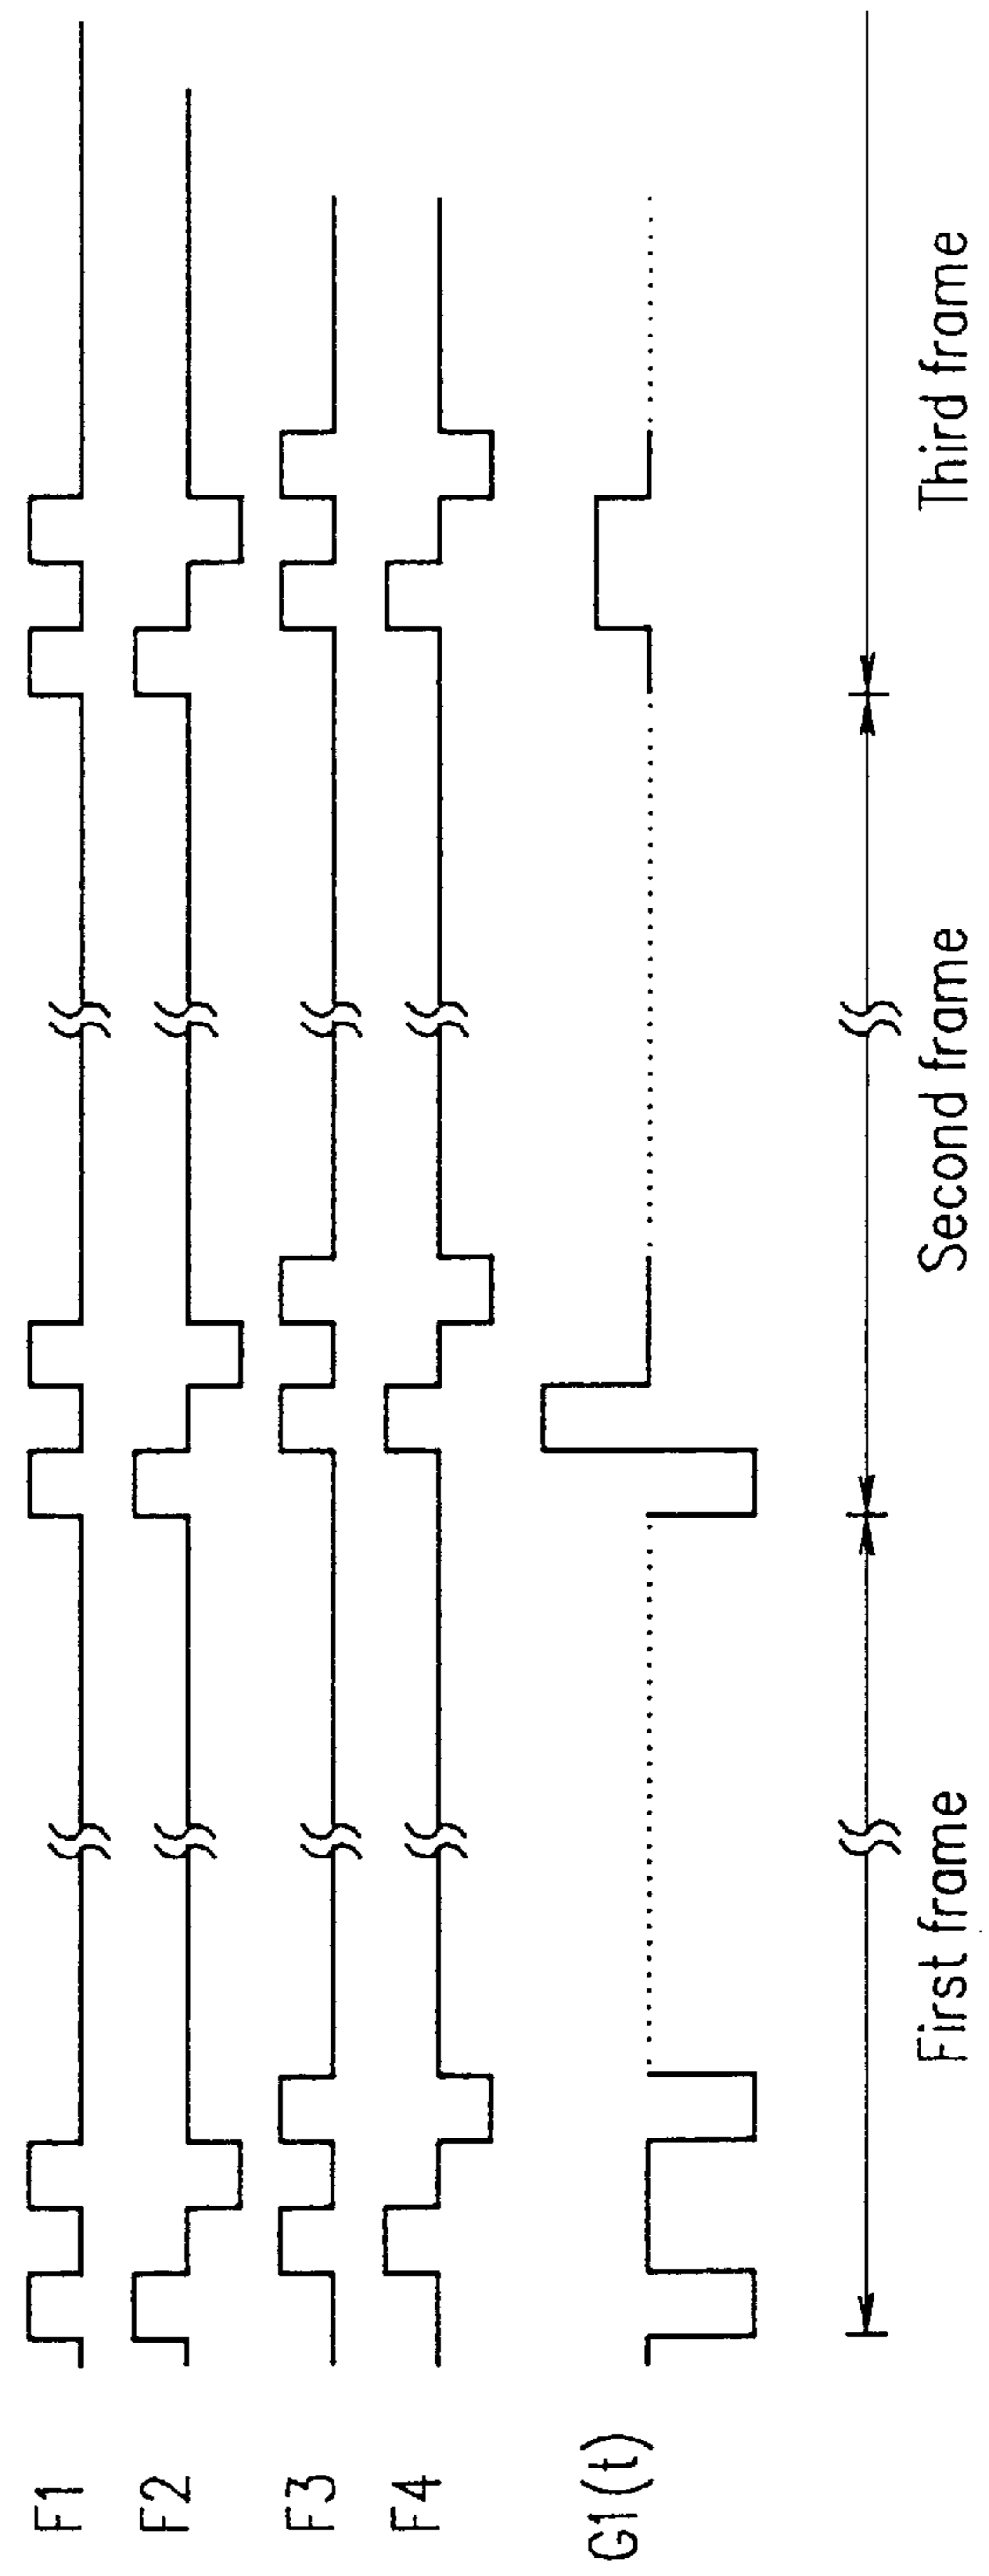 F1
F2
F3
F4
G1(t)
First frame
Second frame
Third frame